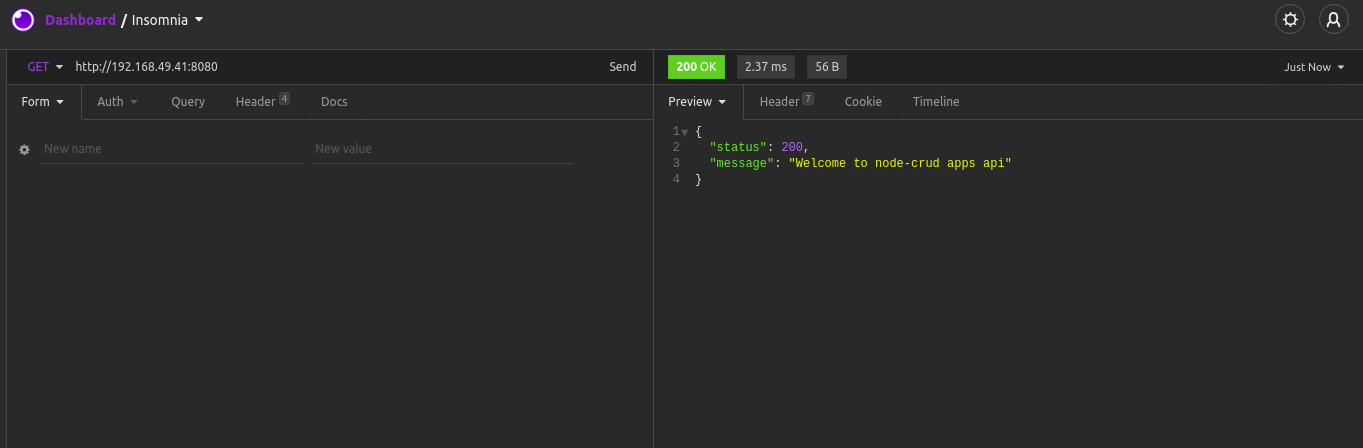 Dashboard / Insomnia
GET http://192.168.49.41:8080 Send
200 OK 2.37 ms 56 B Just Now
Form Auth Query Header 4 Docs
Preview Header 7 Cookie Timeline
New name New value
1 {
2 "status": 200,
3 "message": "Welcome to node-crud apps api"
4 }